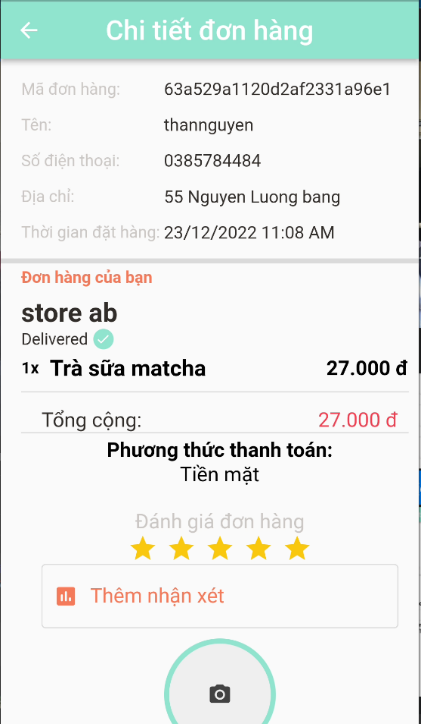 Chi tiết đơn hàng
Mã đơn hàng: 63a529a1120d2af2331a96e1
Tên: thannguyen
Số điện thoại: 0385784484
Địa chỉ: 55 Nguyen Luong bang
Thời gian đặt hàng: 23/12/2022 11:08 AM
Đơn hàng của bạn
store ab
Delivered
1x Trà sữa matcha 27.000 đ
Tổng cộng: 27.000 đ
Phương thức thanh toán:
Tiền mặt
Đánh giá đơn hàng
Thêm nhận xét